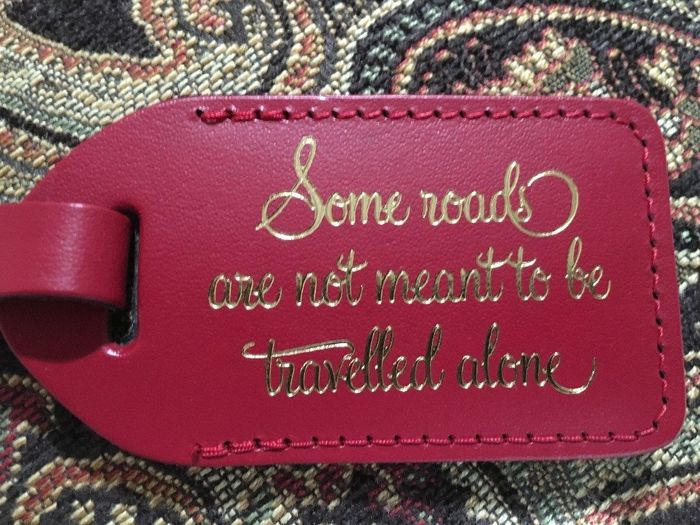 Some roads
are not meant to be
travelled alone